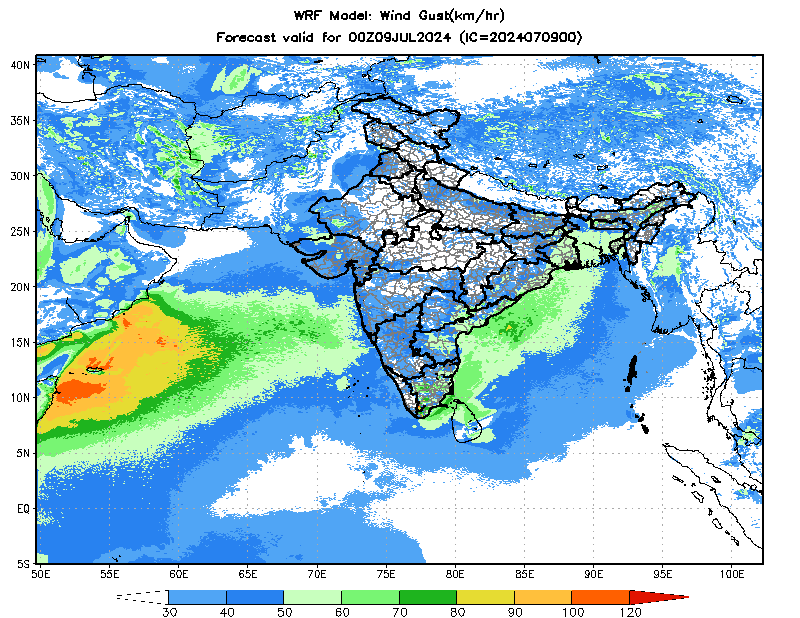 WRF Model: Wind Gust(km/hr)
Forecast valid for 00Z09JUL2024 (IC=2024070900)
40N
35N
30N
25N
20N
15N
10N
5N
EQ
5S
50E 55E 60E 65E 70E 75E 80E 85E 90E 95E 100E
30 40 50 60 70 80 90 100 120